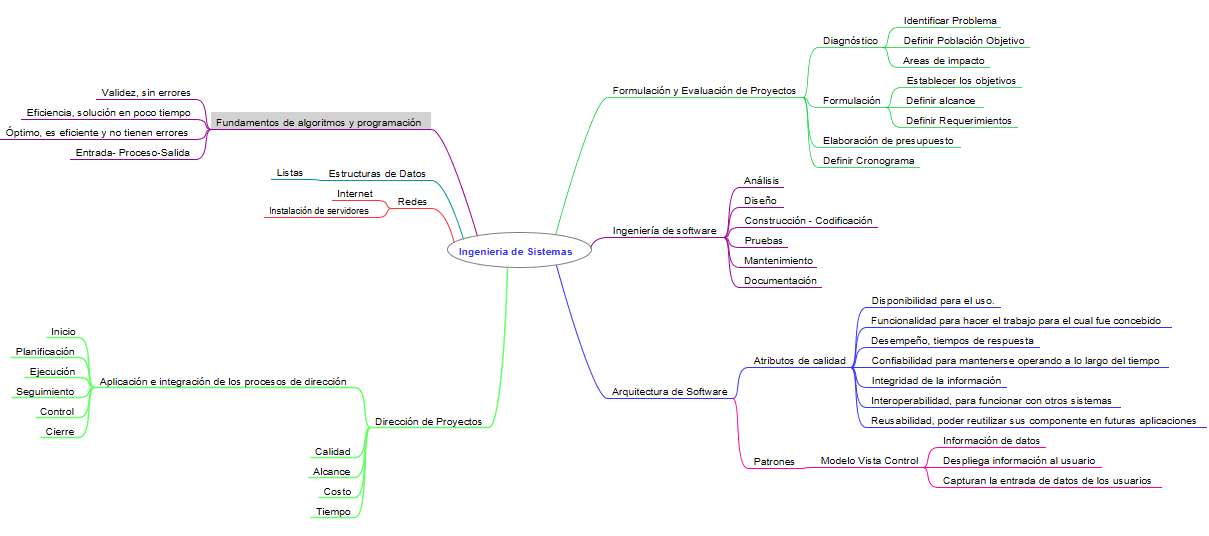 Ingenieria de Sistemas
Formulación y Evaluación de Proyectos
Diagnóstico
Identificar Problema
Definir Población Objetivo
Areas de impacto
Formulación
Establecer los objetivos
Definir alcance
Definir Requerimientos
Elaboración de presupuesto
Definir Cronograma
Ingeniería de software
Análisis
Diseño
Construcción - Codificación
Pruebas
Mantenimiento
Documentación
Arquitectura de Software
Atributos de calidad
Disponibilidad para el uso.
Funcionalidad para hacer el trabajo para el cual fue concebido
Desempeño, tiempos de respuesta
Confiabilidad para mantenerse operando a lo largo del tiempo
Integridad de la información
Interoperabilidad, para funcionar con otros sistemas
Reusabilidad, poder reutilizar sus componente en futuras aplicaciones
Patrones
Modelo Vista Control
Información de datos
Despliega información al usuario
Capturan la entrada de datos de los usuarios
Fundamentos de algoritmos y programación
Validez, sin errores
Eficiencia, solución en poco tiempo
Óptimo, es eficiente y no tienen errores
Entrada- Proceso-Salida
Estructuras de Datos
Listas
Redes
Internet
Instalación de servidores
Dirección de Proyectos
Aplicación e integración de los procesos de dirección
Inicio
Planificación
Ejecución
Seguimiento
Control
Cierre
Calidad
Alcance
Costo
Tiempo